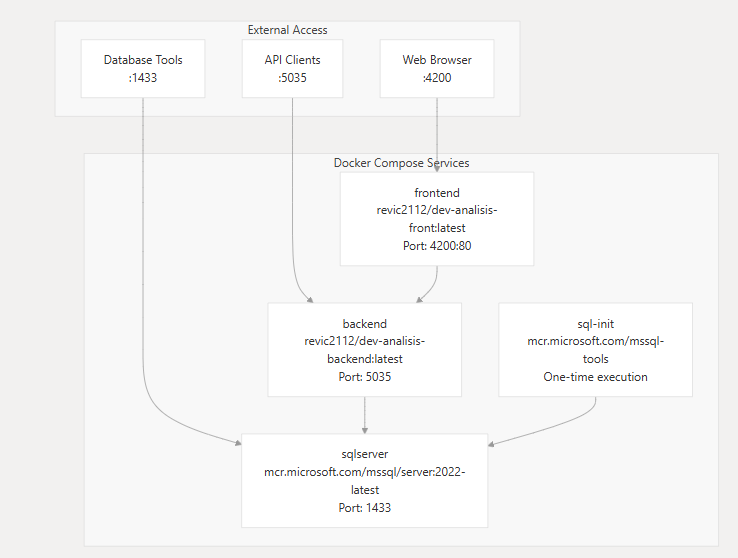 External Access
Database Tools
:1433
API Clients
:5035
Web Browser
:4200
Docker Compose Services
frontend
revic2112/dev-analisis-
front:latest
Port: 4200:80
backend
revic2112/dev-analisis-
backend:latest
Port: 5035
sql-init
mcr.microsoft.com/mssql-
tools
One-time execution
sqlserver
mcr.microsoft.com/mssql/server:2022-
latest
Port: 1433